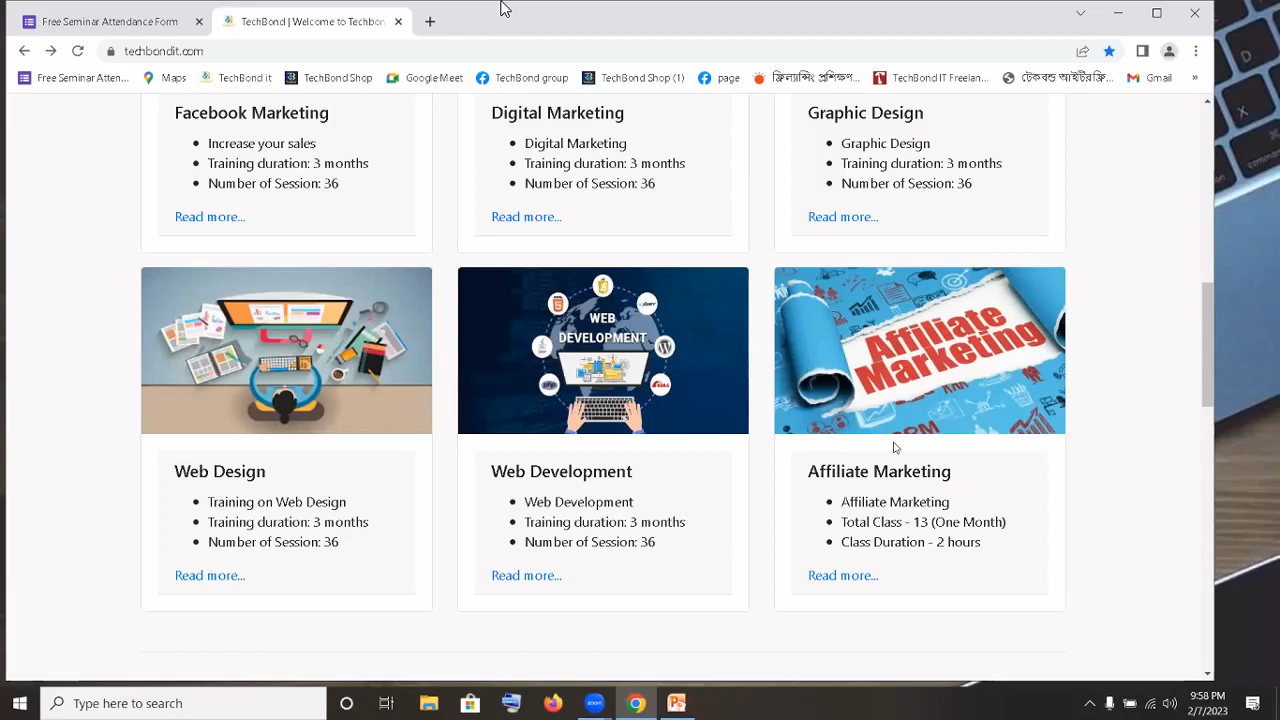 Free Seminar Attendance Form
TechBond | Welcome to Techbon
techbondit.com
Free Seminar Atten...
Maps
TechBond it
TechBond Shop
Google Meet
TechBond group
TechBond Shop (1)
page
ফ্রিল্যান্সিং প্রশিক্ষণ...
TechBond IT Freelan...
টেকবন্ড আইটি ফ্রি...
Gmail
Facebook Marketing
Increase your sales
Training duration: 3 months
Number of Session: 36
Read more...
Digital Marketing
Digital Marketing
Training duration: 3 months
Number of Session: 36
Read more...
Graphic Design
Graphic Design
Training duration: 3 months
Number of Session: 36
Read more...
Web Design
Training on Web Design
Training duration: 3 months
Number of Session: 36
Read more...
WEB
DEVELOPMENT
Web Development
Web Development
Training duration: 3 months
Number of Session: 36
Read more...
Affiliate
Marketing
Affiliate Marketing
Affiliate Marketing
Total Class - 13 (One Month)
Class Duration - 2 hours
Read more...
Type here to search
zoom
9:58 PM
2/7/2023